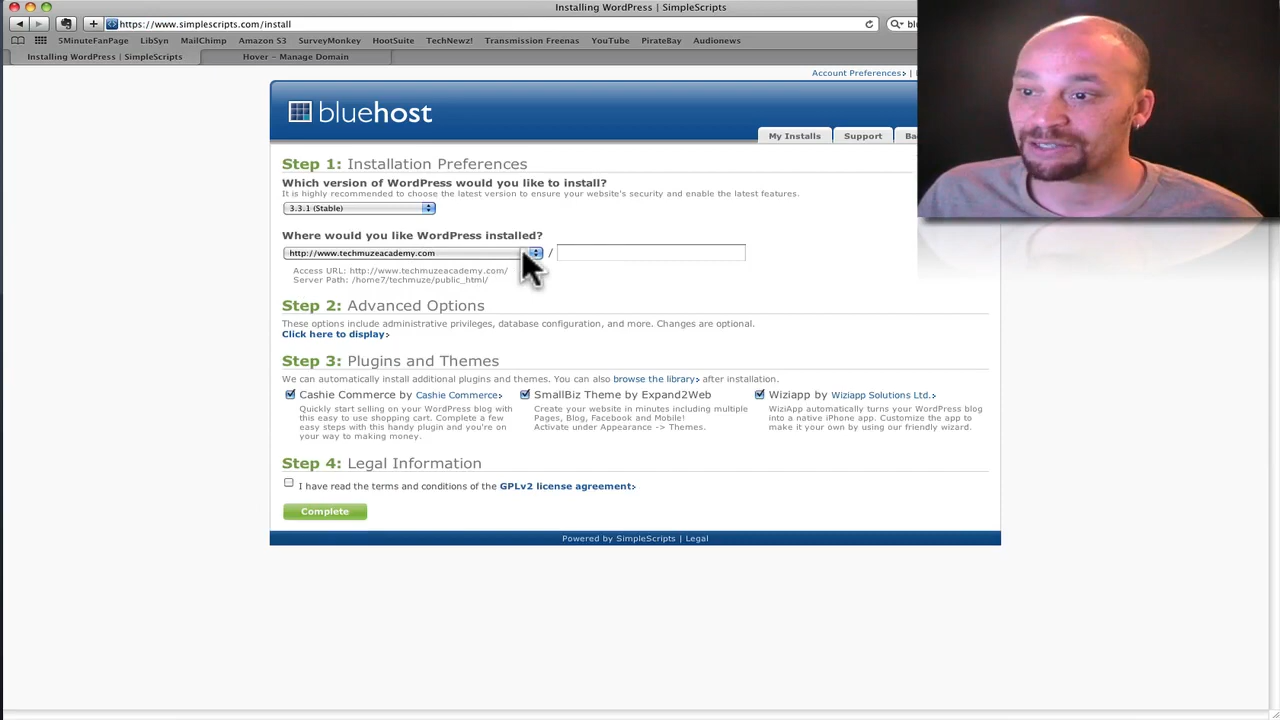 Installing WordPress | SimpleScripts
https://www.simplescripts.com/install
5MinuteFanPage LibSyn MailChimp Amazon S3 SurveyMonkey HootSuite TechNewz! Transmission Freenas YouTube PirateBay Audionews
Installing WordPress | SimpleScripts Hover - Manage Domain
Account Preferences› |
bluehost
My Installs Support
Step 1: Installation Preferences
Which version of WordPress would you like to install?
It is highly recommended to choose the latest version to ensure your website's security and enable the latest features.
3.3.1 (Stable)
Where would you like WordPress installed?
http://www.techmuzeacademy.com /
Access URL: http://www.techmuzeacademy.com/
Server Path: /home7/techmuze/public_html/
Step 2: Advanced Options
These options include administrative privileges, database configuration, and more. Changes are optional.
Click here to display›
Step 3: Plugins and Themes
We can automatically install additional plugins and themes. You can also browse the library› after installation.
Cashie Commerce by Cashie Commerce›
Quickly start selling on your WordPress blog with
this easy to use shopping cart. Complete a few
easy steps with this handy plugin and you're on
your way to making money.
SmallBiz Theme by Expand2Web
Create your website in minutes including multiple
Pages, Blog, Facebook and Mobile!
Activate under Appearance -> Themes.
Wiziapp by Wiziapp Solutions Ltd.›
WiziApp automatically turns your WordPress blog
into a native iPhone app. Customize the app to
make it your own by using our friendly wizard.
Step 4: Legal Information
I have read the terms and conditions of the GPLv2 license agreement›
Complete
Powered by SimpleScripts | Legal